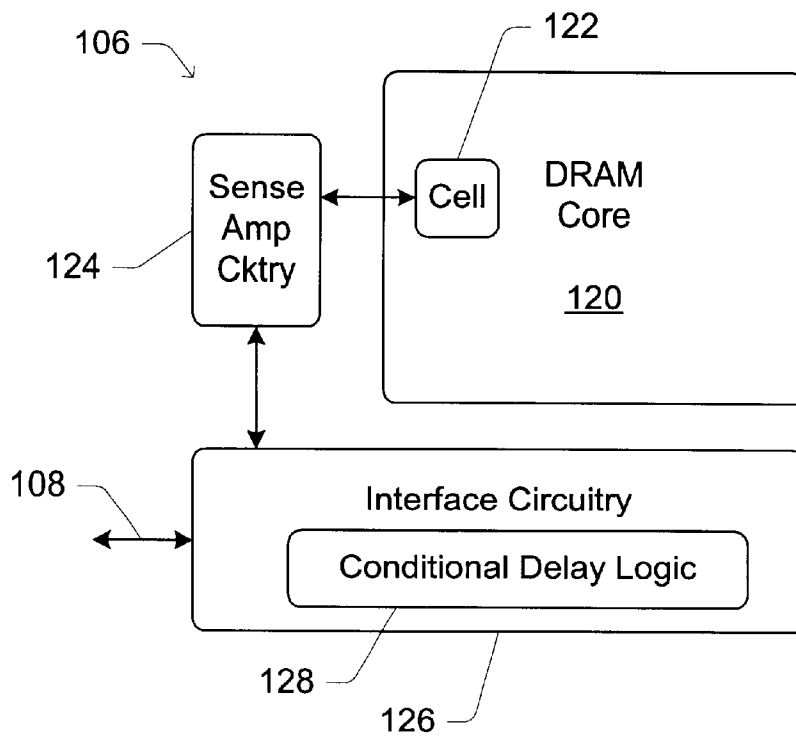 106
122
Sense
Amp
Cktry
Cell
DRAM
Core
124
120
108
Interface Circuitry
Conditional Delay Logic
128
126